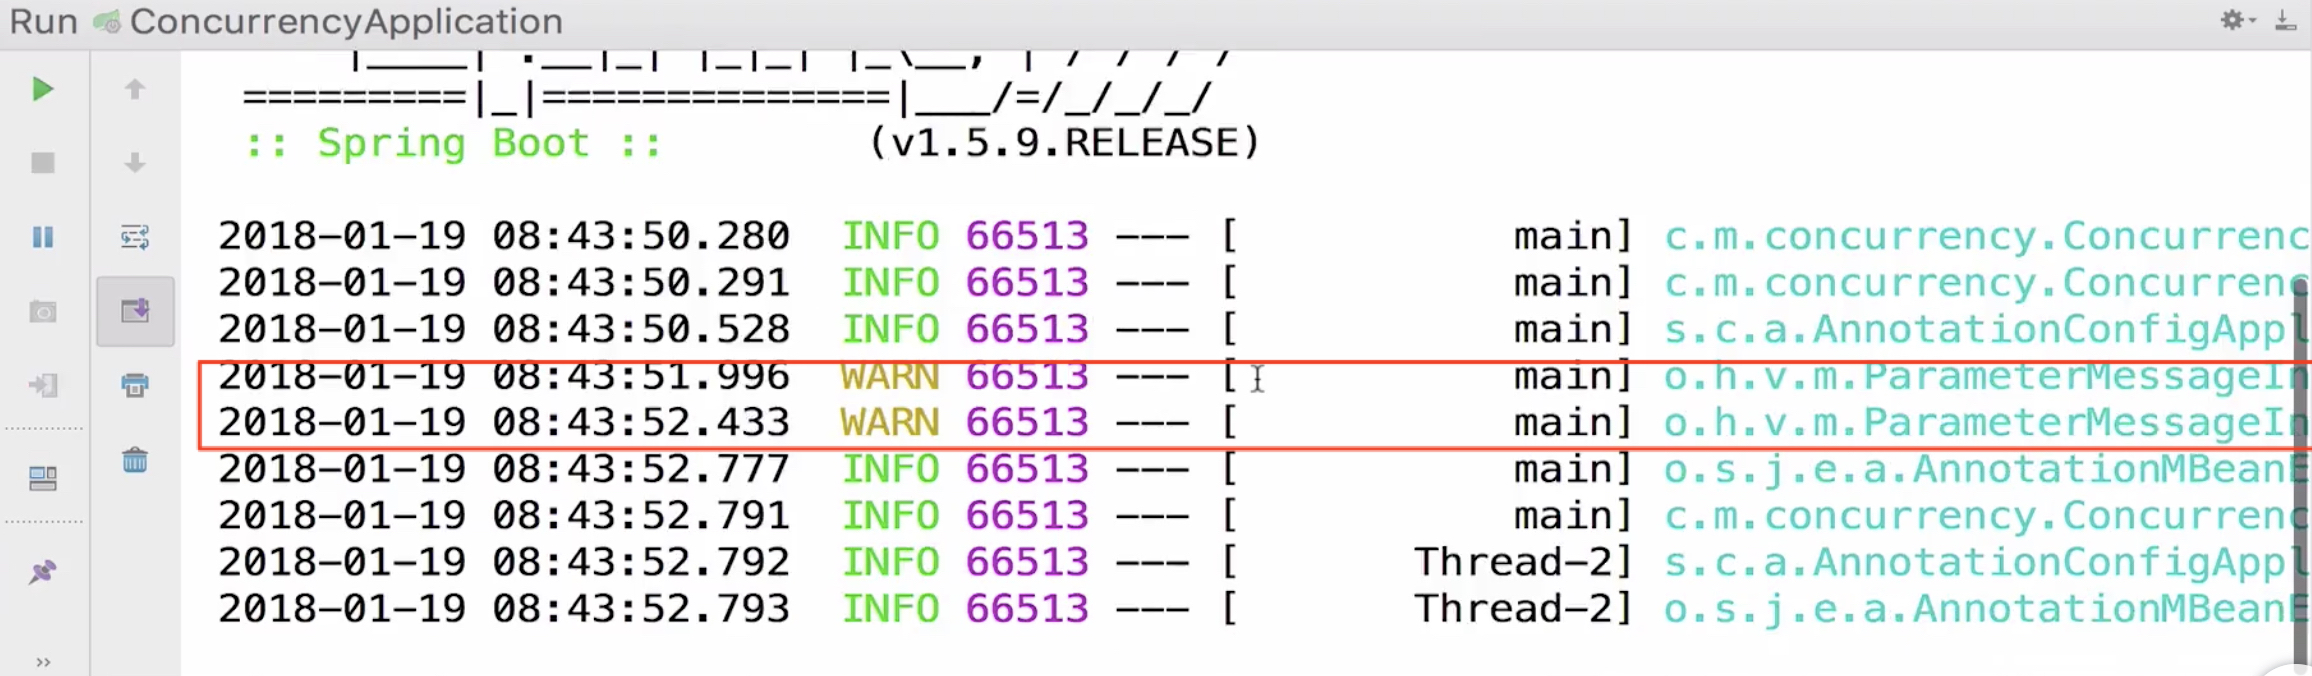 Run ConcurrencyApplication
=========|_|==============|___/=/_/_/_/
:: Spring Boot :: (v1.5.9.RELEASE)
2018-01-19 08:43:50.280 INFO 66513 --- [ main] c.m.concurrency.Concurrenc
2018-01-19 08:43:50.291 INFO 66513 --- [ main] c.m.concurrency.Concurrenc
2018-01-19 08:43:50.528 INFO 66513 --- [ main] s.c.a.AnnotationConfigAppl
2018-01-19 08:43:51.996 WARN 66513 --- [ main] o.h.v.m.ParameterMessageIn
2018-01-19 08:43:52.433 WARN 66513 --- [ main] o.h.v.m.ParameterMessageIn
2018-01-19 08:43:52.777 INFO 66513 --- [ main] o.s.j.e.a.AnnotationMBeanE
2018-01-19 08:43:52.791 INFO 66513 --- [ main] c.m.concurrency.Concurrenc
2018-01-19 08:43:52.792 INFO 66513 --- [ Thread-2] s.c.a.AnnotationConfigAppl
2018-01-19 08:43:52.793 INFO 66513 --- [ Thread-2] o.s.j.e.a.AnnotationMBeanE